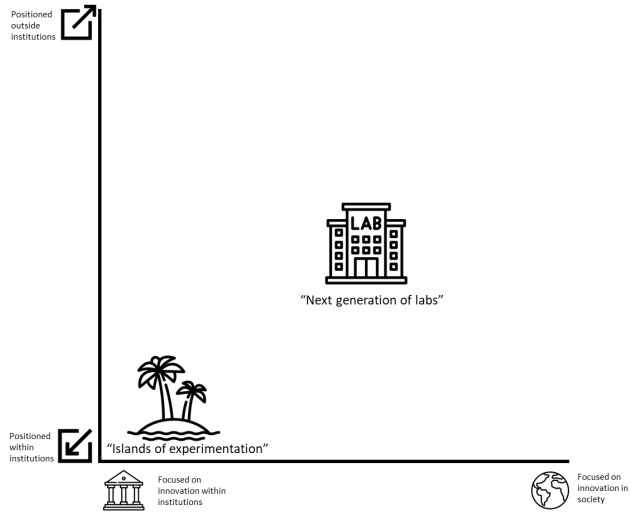 Positioned
outside
institutions
LAB
“Next generation of labs”
“Islands of experimentation”
Positioned
within
institutions
Focused on
innovation within
institutions
Focused on
innovation in
society